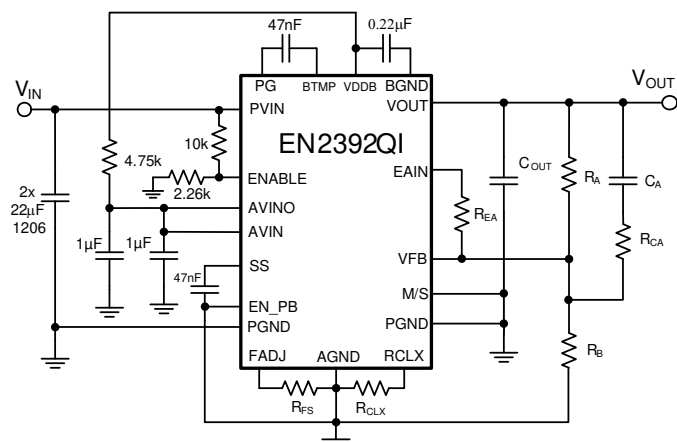 47nF
0.22µF
PG
BTMP
VDDB
BGND
V_IN
PVIN
VOUT
V_OUT
EN2392QI
10k
4.75k
EAIN
C_OUT
R_A
C_A
2x
22µF
1206
2.26k
ENABLE
AVINO
R_EA
R_CA
AVIN
1µF
1µF
SS
VFB
47nF
M/S
EN_PB
PGND
PGND
R_B
FADJ
AGND
RCLX
R_FS
R_CLX